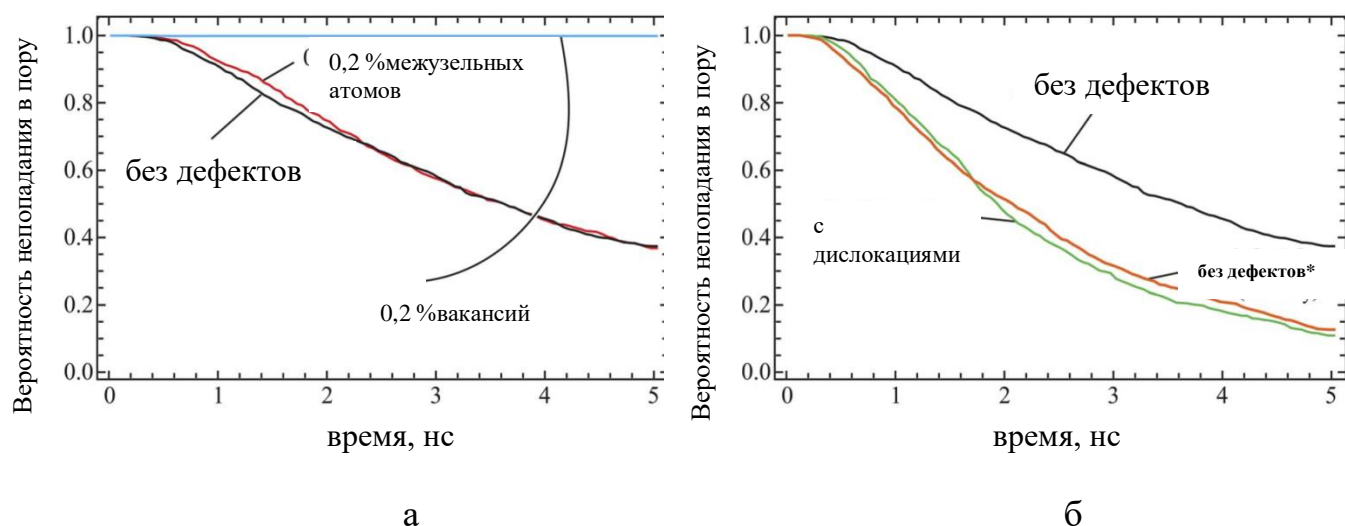 Вероятность непопадания в пору
1.0
0.8
0.6
0.4
0.2
0.0
0 1 2 3 4 5
0,2 %межузельных
атомов
без дефектов
0,2 %вакансий
время, нс
а
Вероятность непопадания в пору
1.0
0.8
0.6
0.4
0.2
0.0
0 1 2 3 4 5
без дефектов
с
дислокациями
без дефектов*
время, нс
б